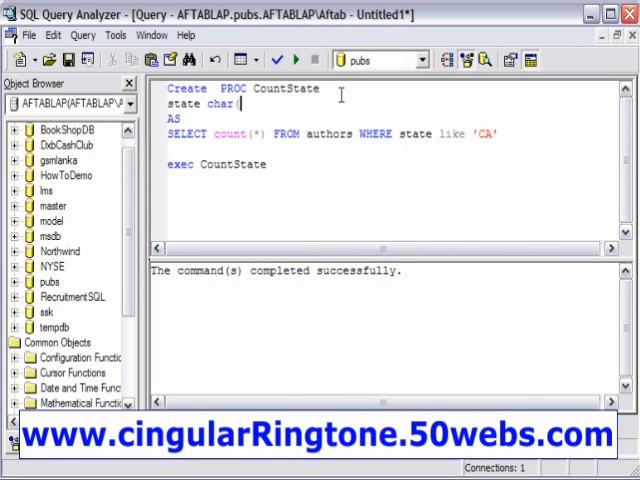 SQL Query Analyzer - [Query - AFTABLAP.pubs.AFTABLAP\Aftab - Untitled1*]
File Edit Query Tools Window Help
pubs
Object Browser
AFTABLAP(AFTABLAP\A
BookShopDB
DxbCashClub
gsmlanka
HowToDemo
lms
master
model
msdb
Northwind
NYSE
pubs
RecruitmentSQL
ssk
tempdb
Common Objects
Configuration Functio
Cursor Functions
Date and Time Funct
Mathematical Functio
Create PROC CountState
state char(
AS
SELECT count(*) FROM authors WHERE state like 'CA'
exec CountState
The command(s) completed successfully.
www.cingularRingtone.50webs.com
Connections: 1